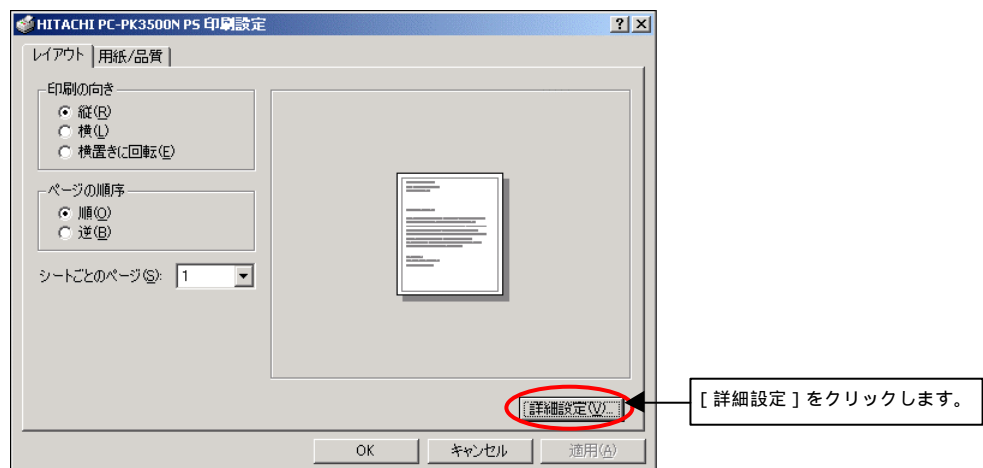 HITACHI PC-PK3500N PS 印刷設定
レイアウト 用紙/品質
印刷の向き
縦(R)
横(L)
横置きに回転(E)
ページの順序
順(O)
逆(B)
シートごとのページ(S): 1
詳細設定(V)...
[ 詳細設定 ] をクリックします。
OK キャンセル 適用(A)